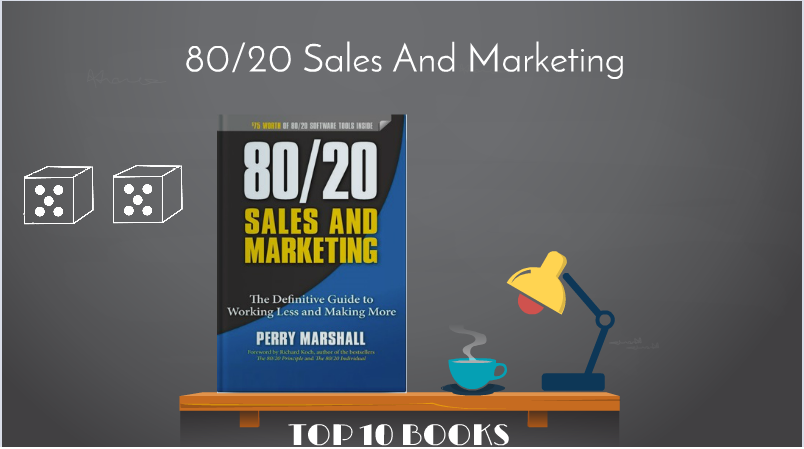 80/20 Sales And Marketing
$75 WORTH OF 80/20 SOFTWARE TOOLS INSIDE
80/20
SALES AND
MARKETING
The Definitive Guide to
Working Less and Making More
PERRY MARSHALL
Foreword by Richard Koch, author of the bestsellers
The 80/20 Principle and The 80/20 Individual
TOP 10 BOOKS